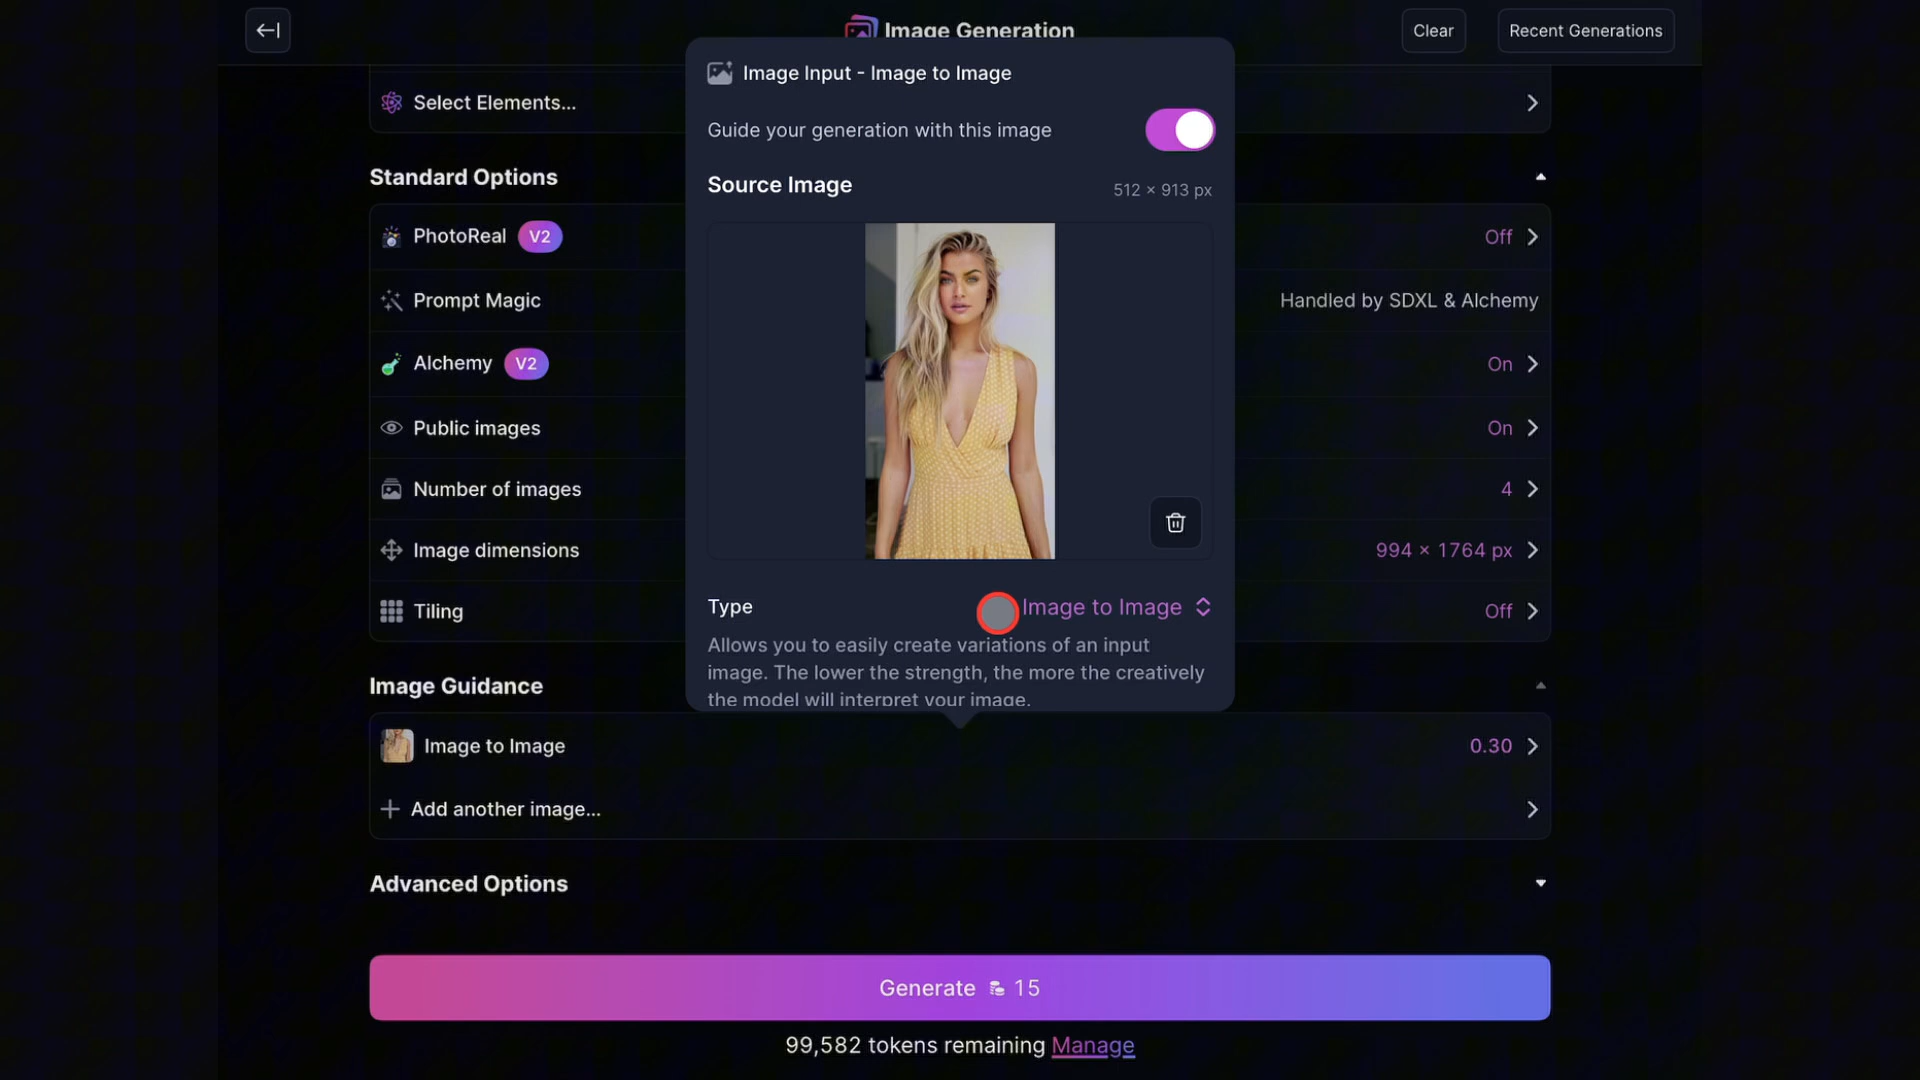 Image Generation
Clear
Recent Generations
Image Input - Image to Image
Select Elements...
Guide your generation with this image
Standard Options
Source Image
512 × 913 px
PhotoReal V2
Off
Prompt Magic
Handled by SDXL & Alchemy
Alchemy V2
On
Public images
On
Number of images
4
Image dimensions
994 × 1764 px
Tiling
Off
Type
Image to Image
Allows you to easily create variations of an input
image. The lower the strength, the more the creatively
the model will interpret your image.
Image Guidance
Image to Image
0.30
Add another image...
Advanced Options
Generate 15
99,582 tokens remaining Manage